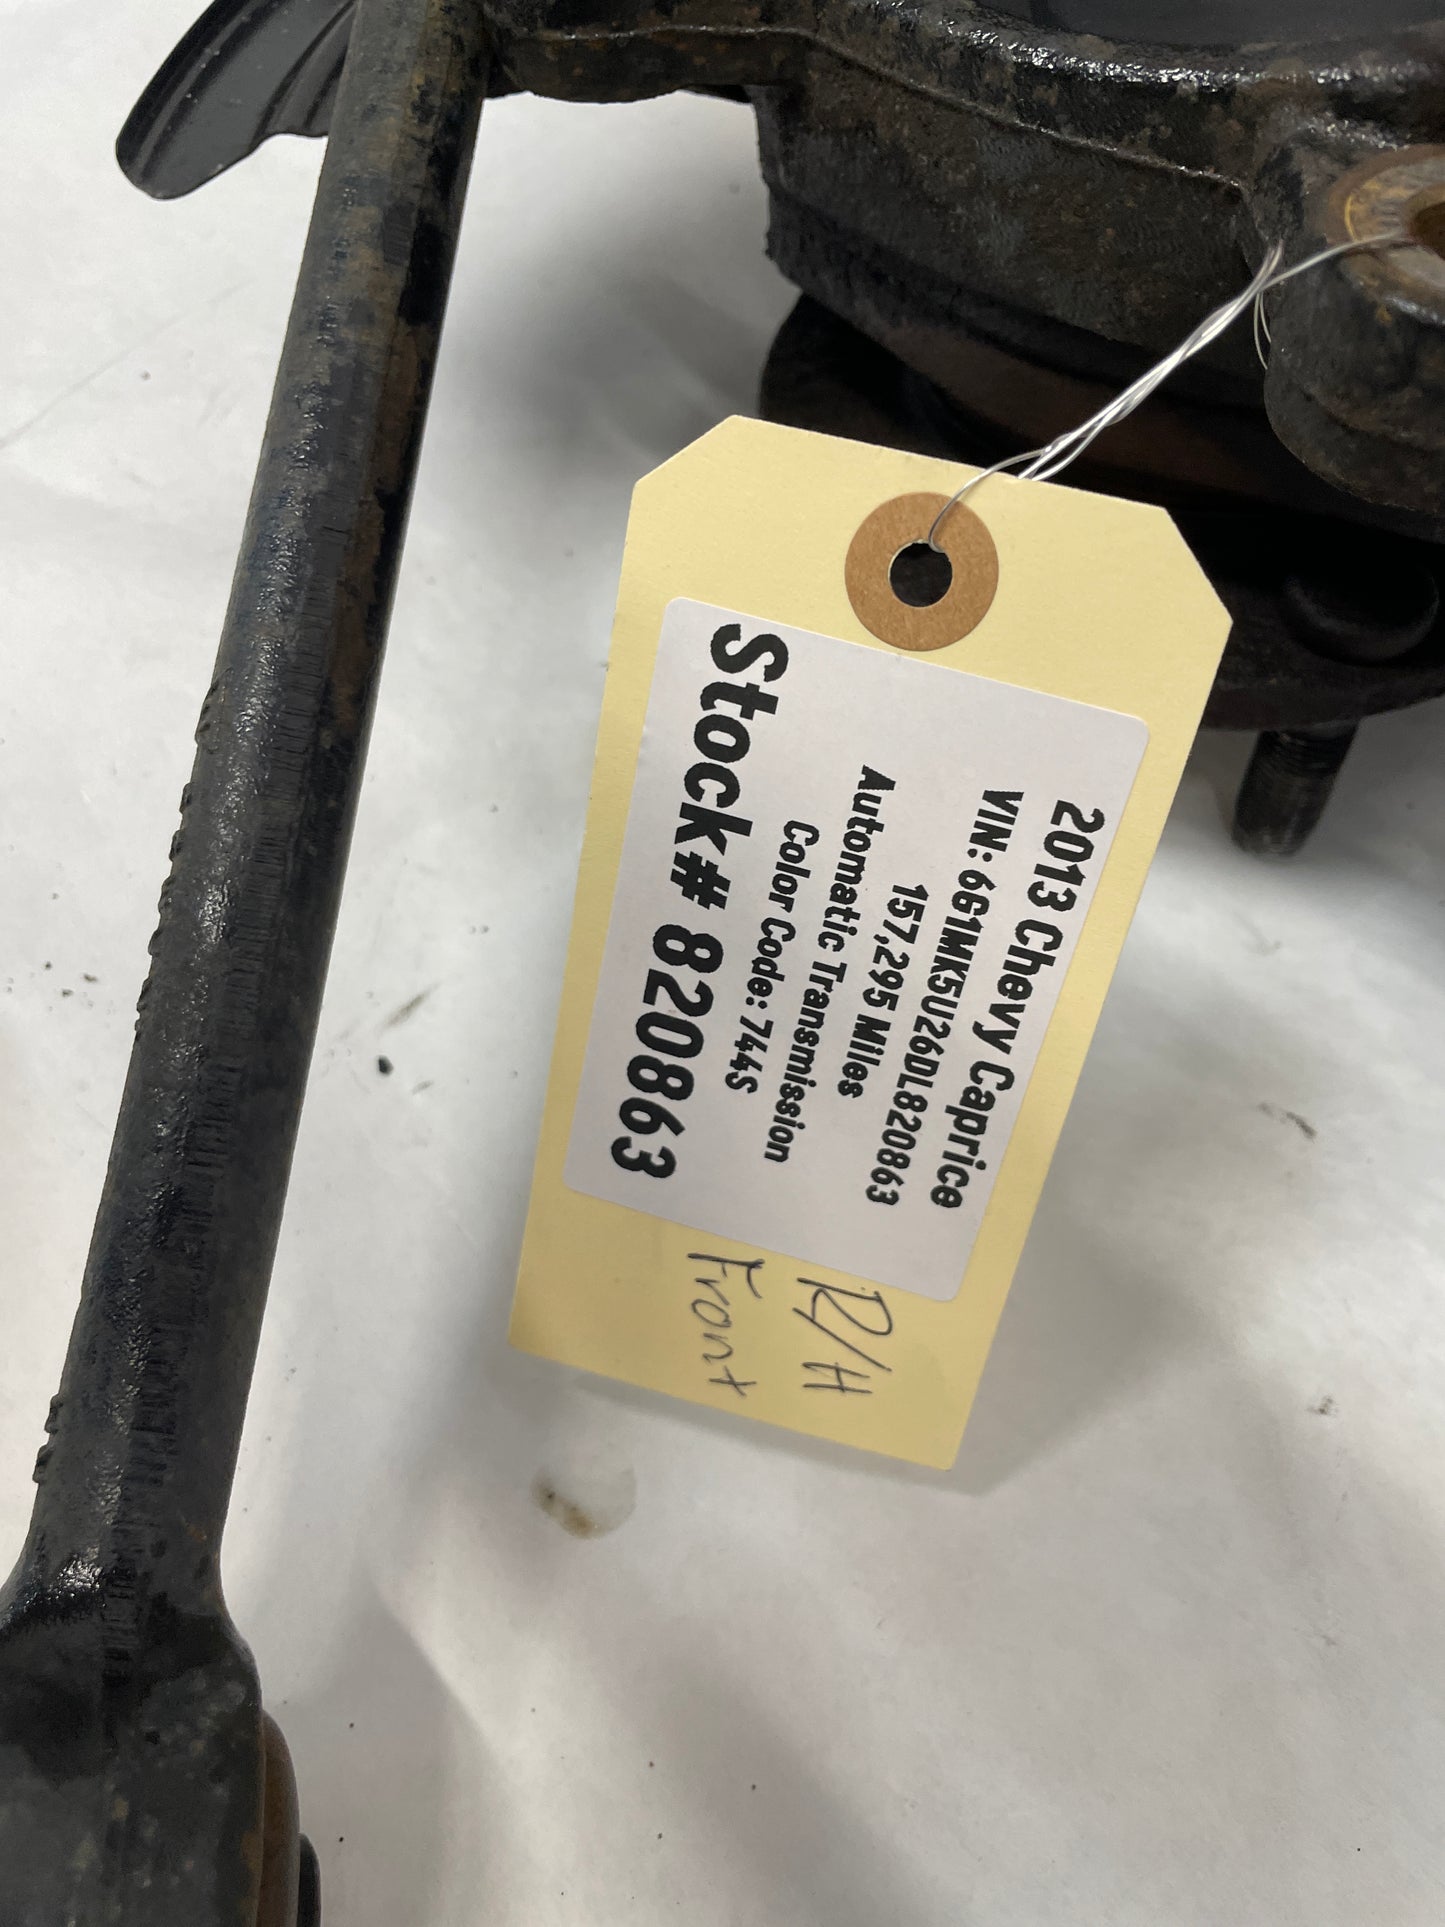 2013 Chevy Caprice
VIN: 6G1MK5U26DL820863
157,295 Miles
Automatic Transmission
Color Code: 744S
Stock# 820863
R/H
Front